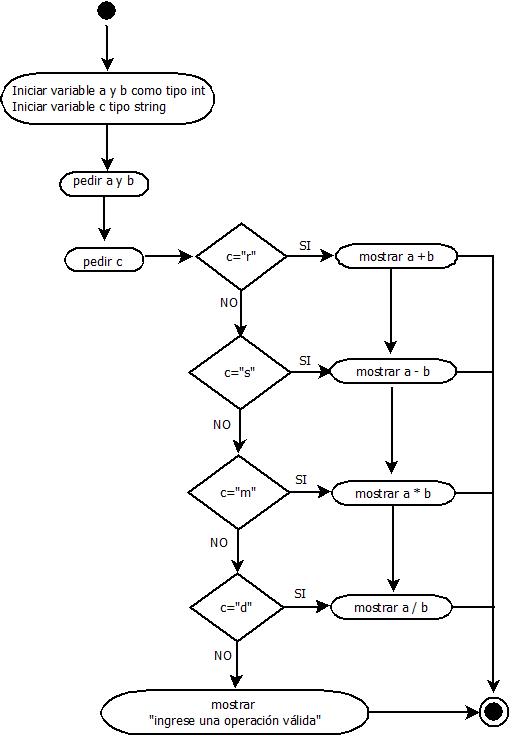 Iniciar variable a y b como tipo int
Iniciar variable c tipo string
pedir a y b
pedir c
c="r"
SI
mostrar a + b
NO
c="s"
SI
mostrar a - b
NO
c="m"
SI
mostrar a * b
NO
c="d"
SI
mostrar a / b
NO
mostrar
"ingrese una operación válida"